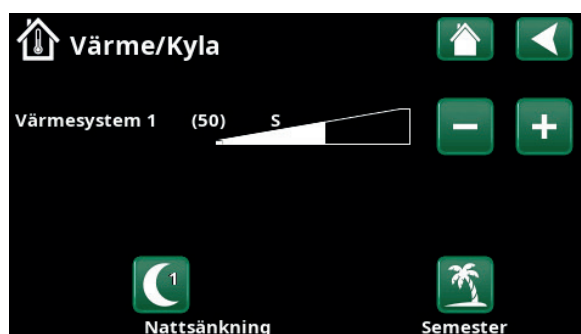 Värme/Kyla
Värmesystem 1 (50) S
1
Nattsänkning Semester